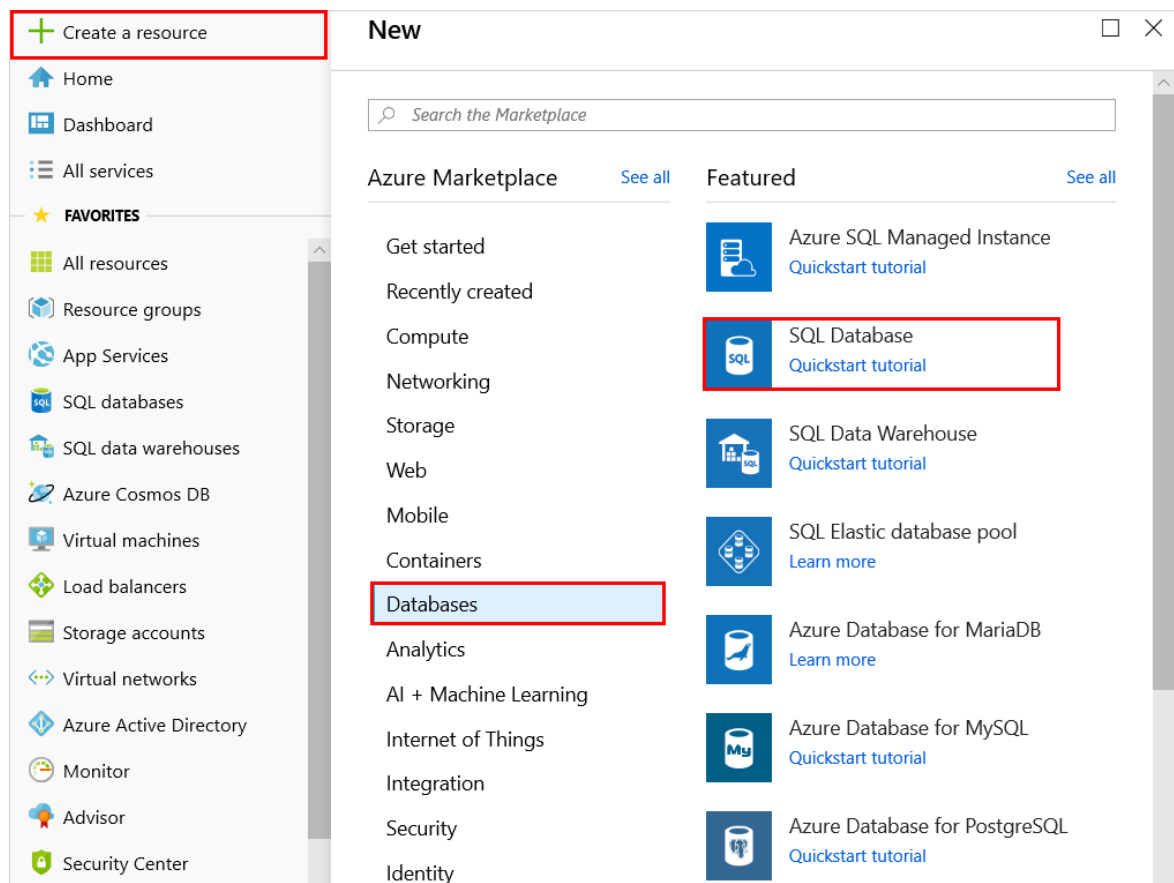 Create a resource
Home
Dashboard
All services
FAVORITES
All resources
Resource groups
App Services
SQL
SQL databases
SQL data warehouses
Azure Cosmos DB
Virtual machines
Load balancers
Storage accounts
Virtual networks
Azure Active Directory
Monitor
Advisor
Security Center
New
Search the Marketplace
Azure Marketplace See all
Get started
Recently created
Compute
Networking
Storage
Web
Mobile
Containers
Databases
Analytics
AI + Machine Learning
Internet of Things
Integration
Security
Identity
Featured See all
Azure SQL Managed Instance
Quickstart tutorial
SQL
SQL Database
Quickstart tutorial
SQL
SQL Data Warehouse
Quickstart tutorial
SQL Elastic database pool
Learn more
Azure Database for MariaDB
Learn more
My
Azure Database for MySQL
Quickstart tutorial
Azure Database for PostgreSQL
Quickstart tutorial